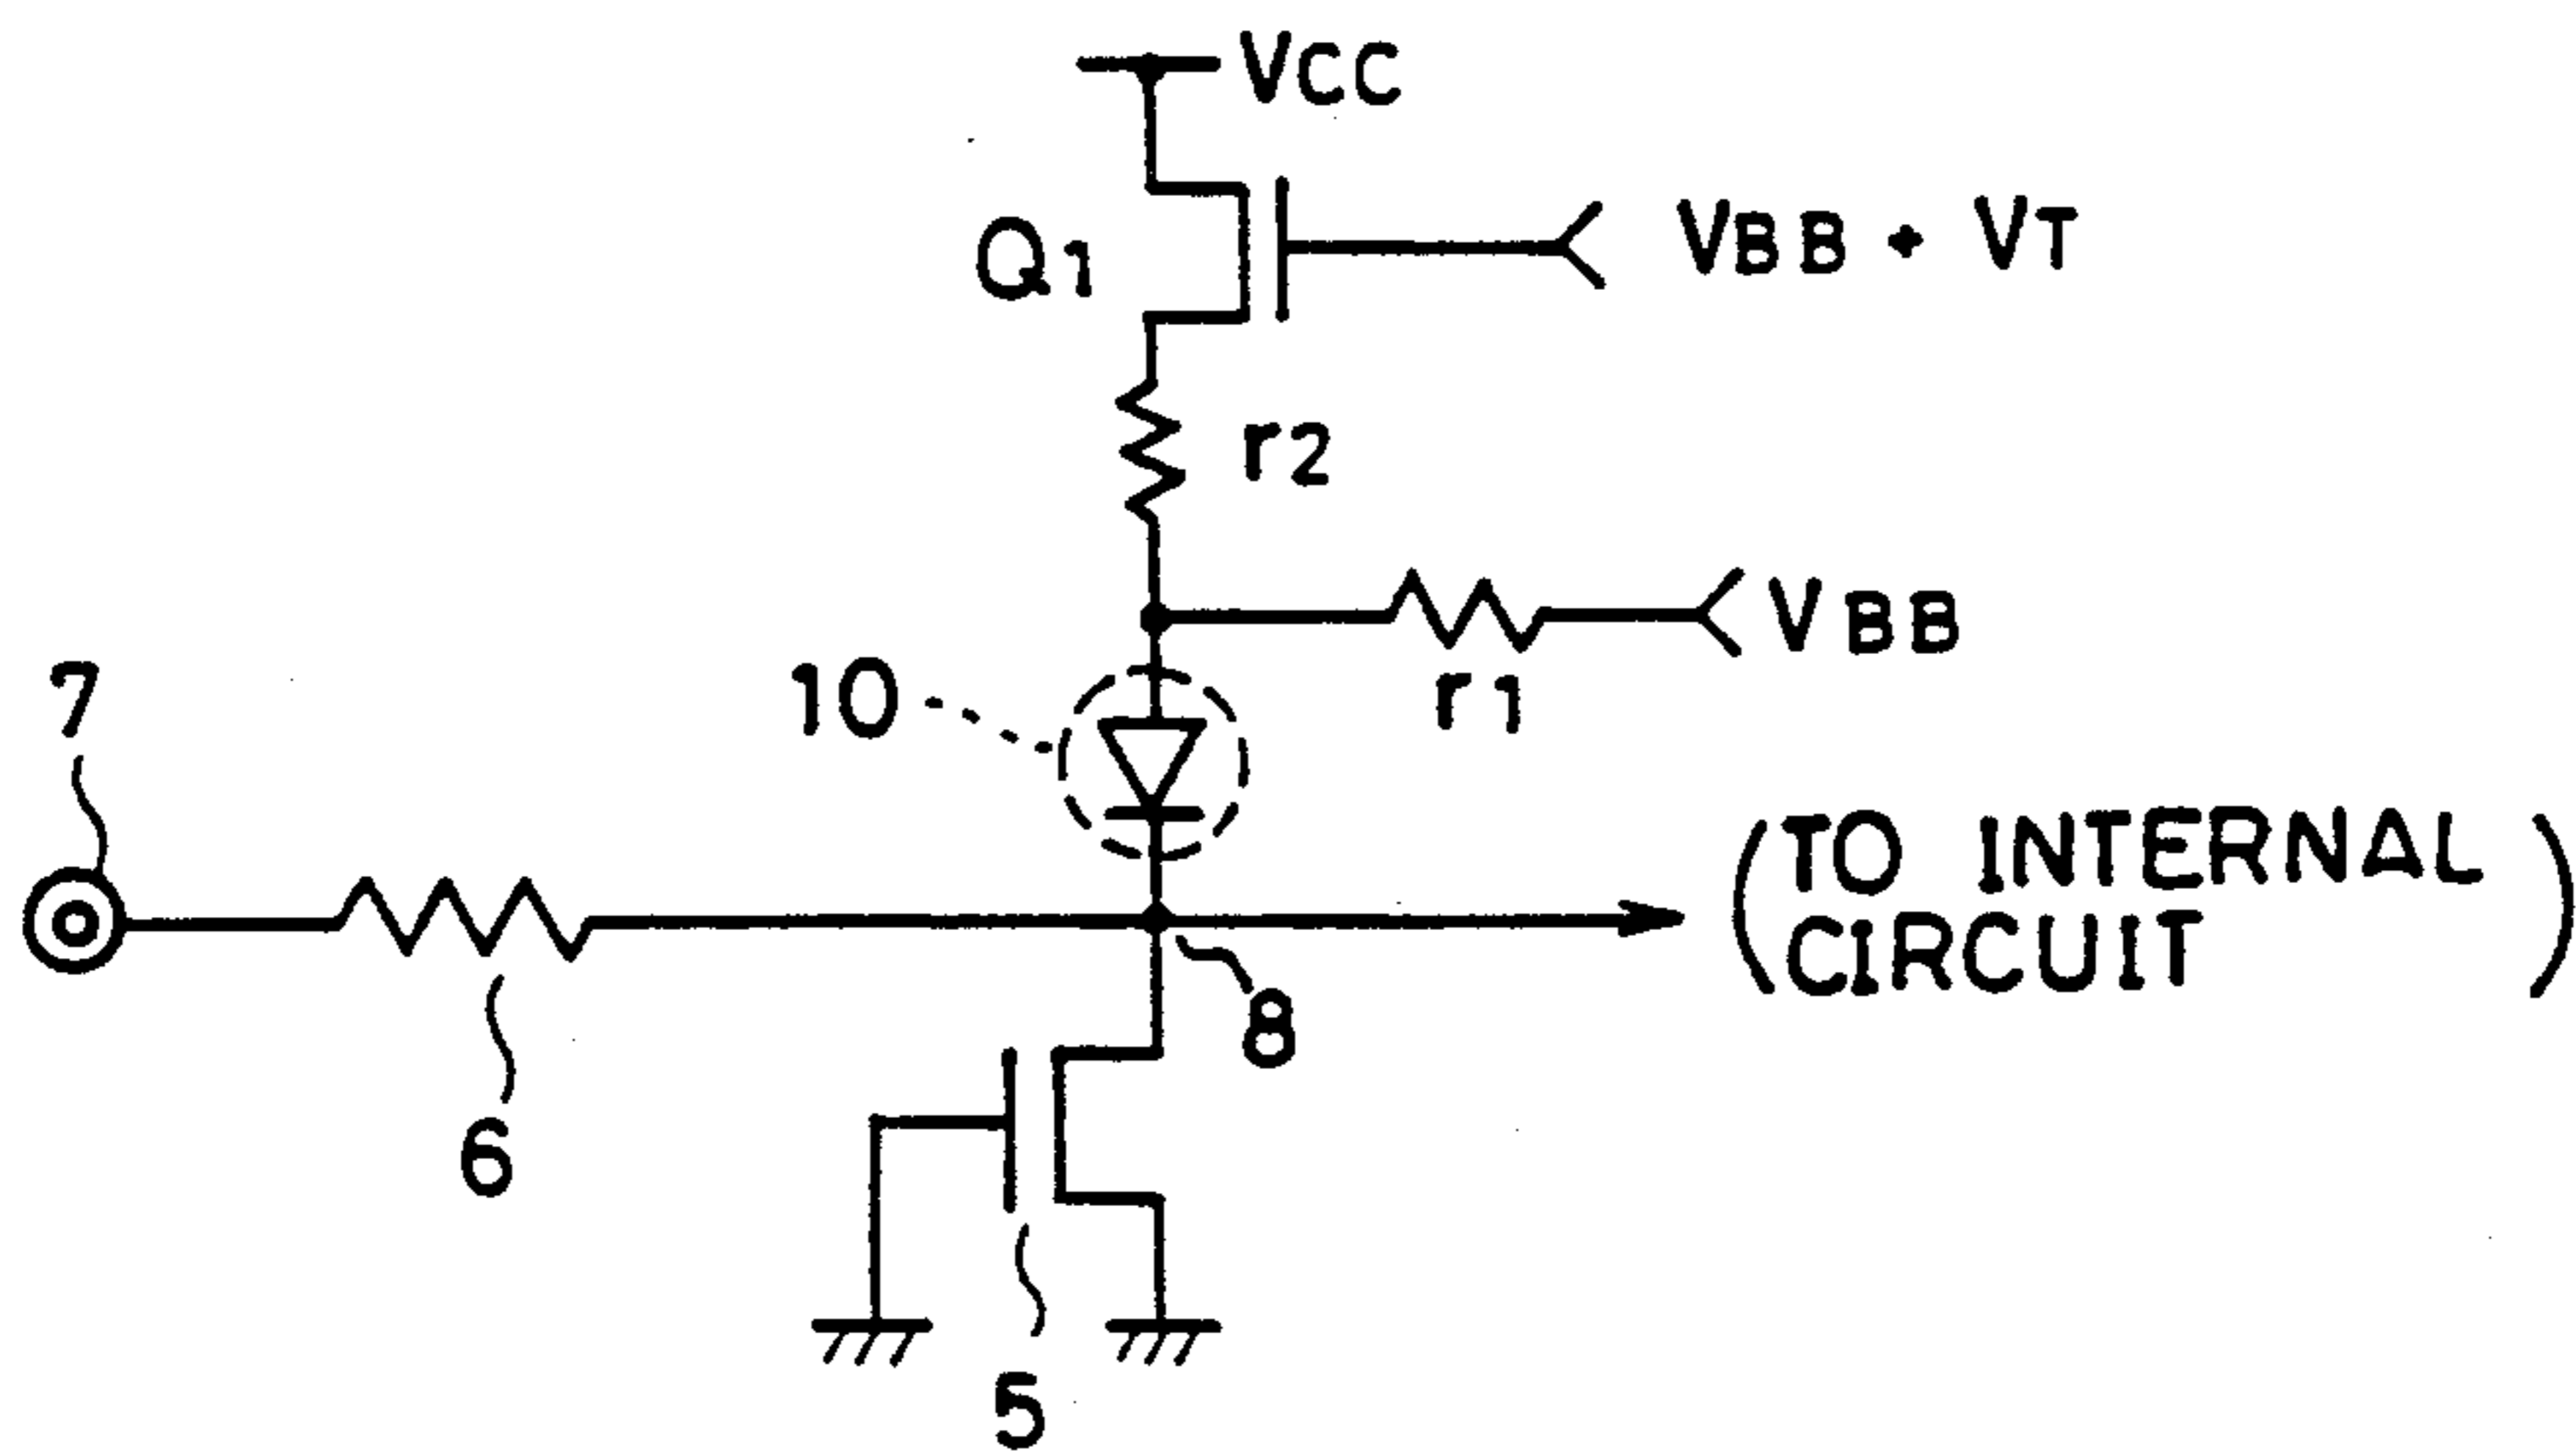 VCC
Q1
VBB + VT
r2
VBB
r1
10
7
(TO INTERNAL CIRCUIT)
8
6
5